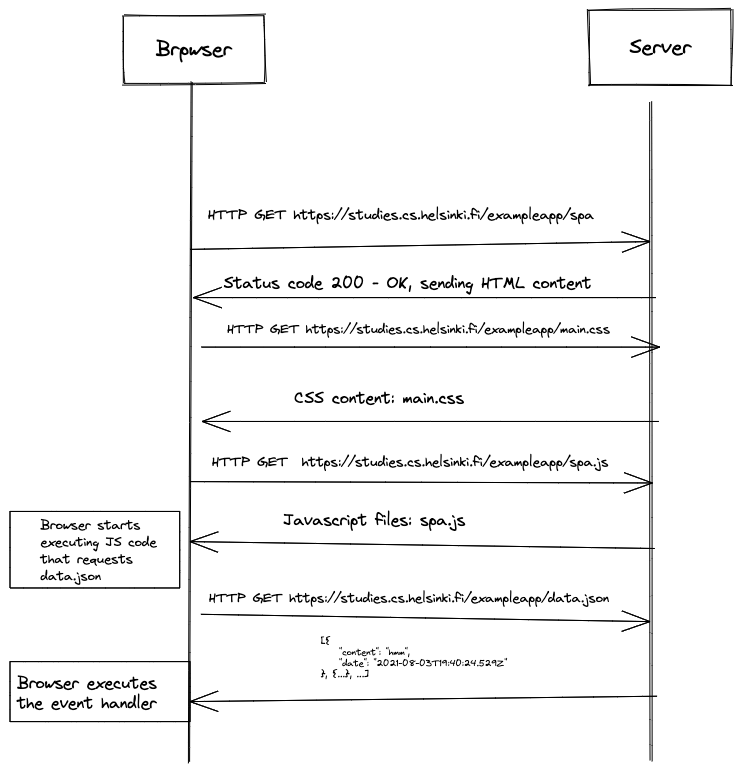 Brpwser
Server
HTTP GET https://studies.cs.helsinki.fi/exampleapp/spa
Status code 200 - OK, sending HTML content
HTTP GET https://studies.cs.helsinki.fi/exampleapp/main.css
CSS content: main.css
HTTP GET https://studies.cs.helsinki.fi/exampleapp/spa.js
Browser starts
executing JS code
that requests
data.json
Javascript files: spa.js
HTTP GET https://studies.cs.helsinki.fi/exampleapp/data.json
[{
"content": "hmm",
"date": "2021-08-03T19:40:24.529Z"
}, {...}, ...]
Browser executes
the event handler